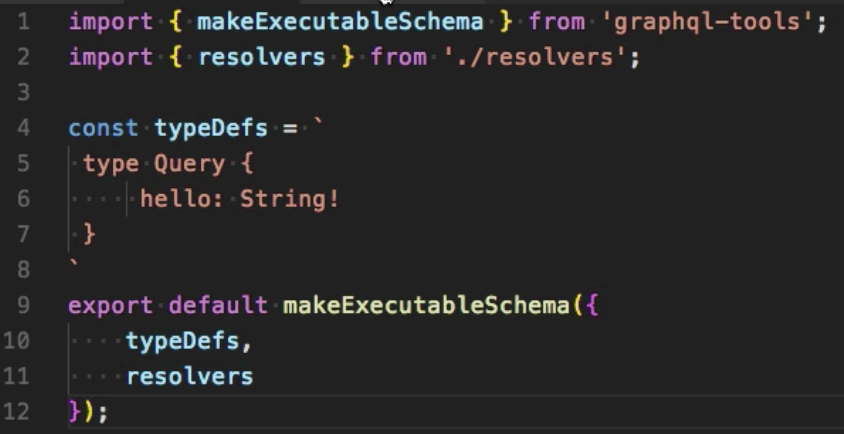 1 import { makeExecutableSchema } from 'graphql-tools';
2 import { resolvers } from './resolvers';
3
4 const typeDefs = `
5  type Query {
6      hello: String!
7  }
8 `
9 export default makeExecutableSchema({
10     typeDefs,
11     resolvers
12 });